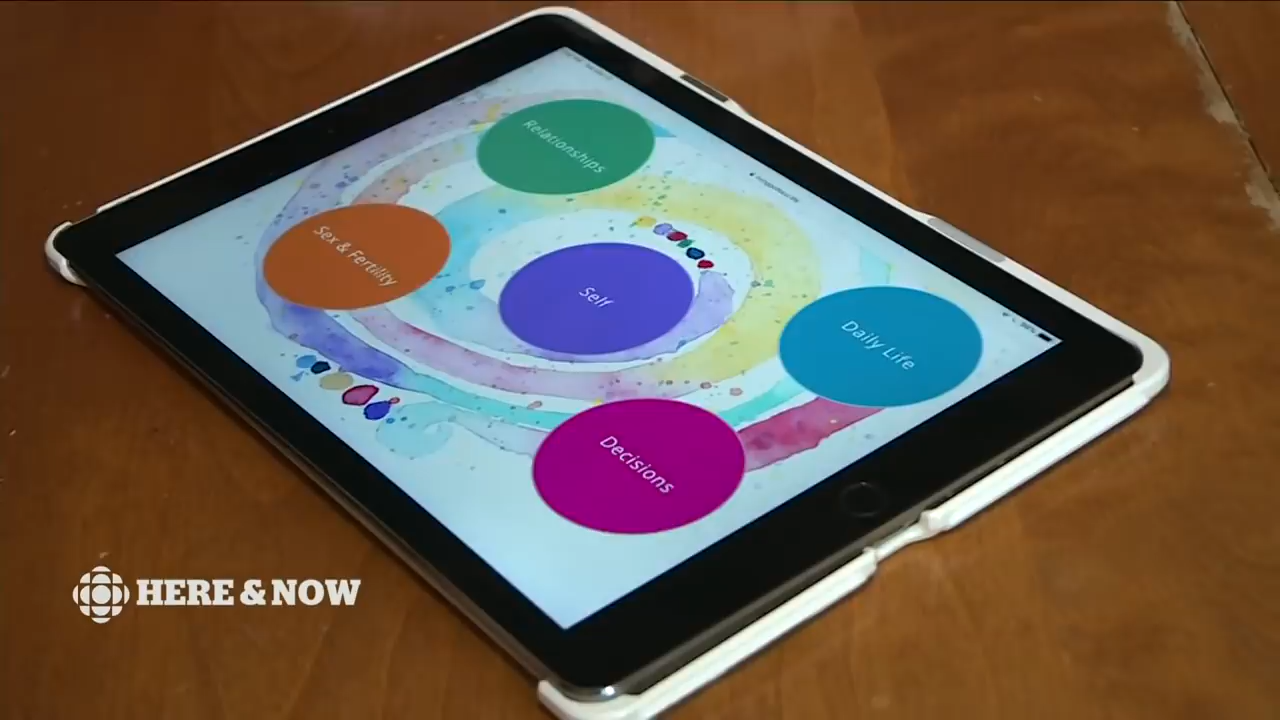 Relationships
Sex & Fertility
Self
Daily Life
Decisions
HERE & NOW